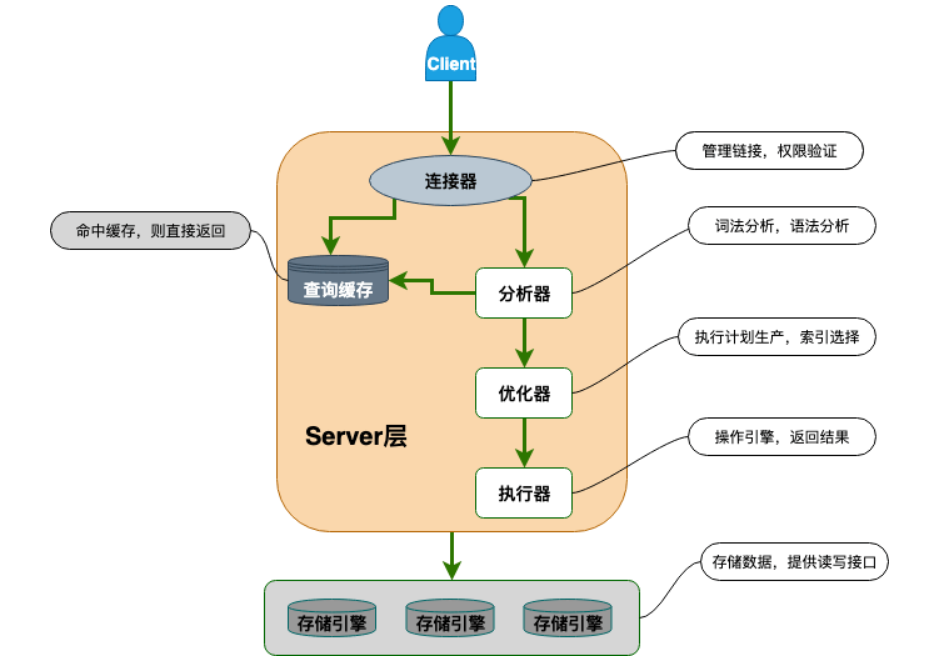 Client
连接器
管理链接，权限验证
命中缓存，则直接返回
词法分析，语法分析
查询缓存
分析器
执行计划生产，索引选择
优化器
Server层
操作引擎，返回结果
执行器
存储数据，提供读写接口
存储引擎
存储引擎
存储引擎